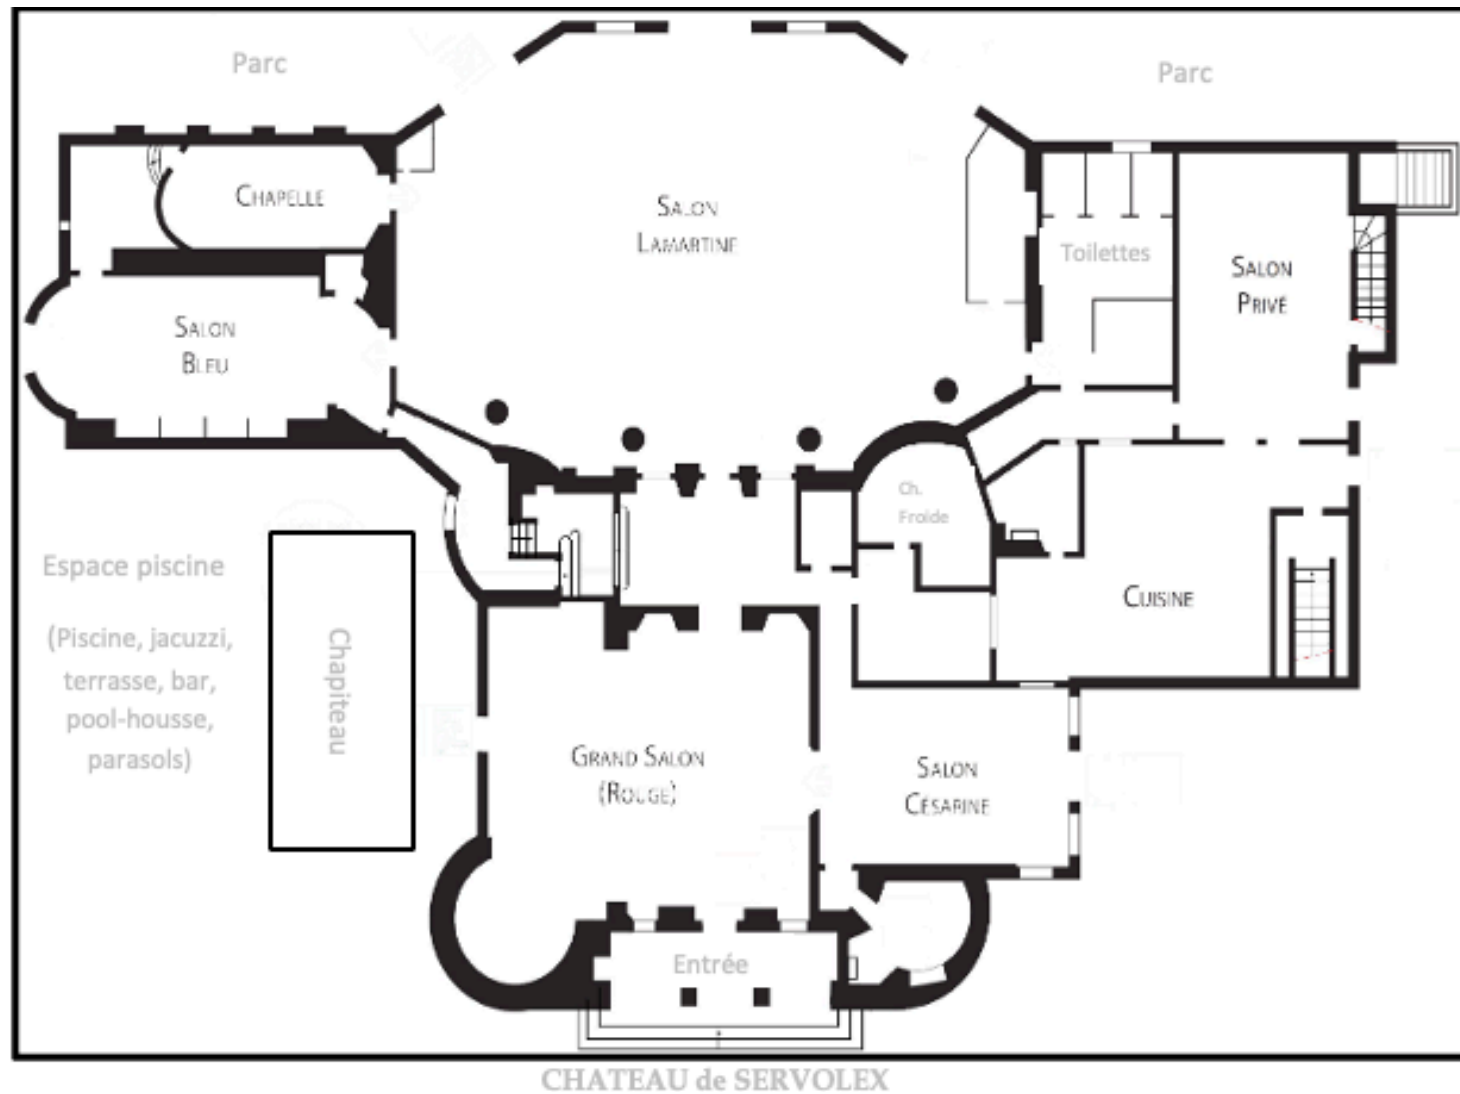 Parc
Parc
CHAPELLE
SALON
LAMARTINE
Toilettes
SALON
PRIVÉ
SALON
BLEU
Ch.
Froide
Espace piscine
(Piscine, jacuzzi,
terrasse, bar,
pool-housse,
parasols)
Chapiteau
CUISINE
GRAND SALON
(ROUGE)
SALON
CÉSARINE
Entrée
CHATEAU de SERVOLEX